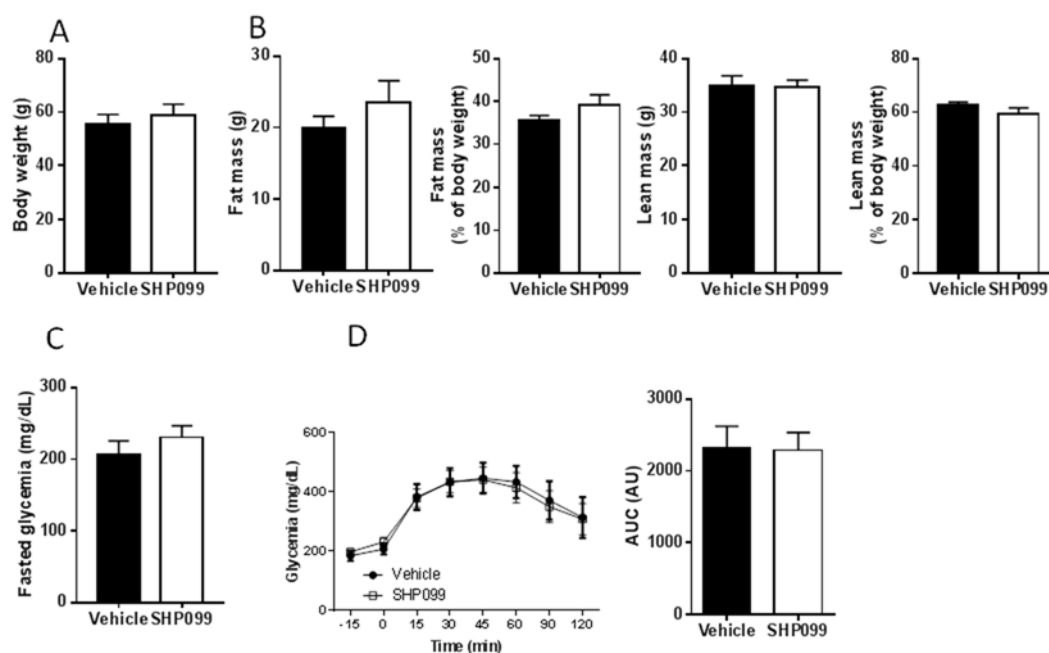 A
Body weight (g)
80
60
40
20
0
Vehicle SHP099
B
Fat mass (g)
30
20
10
0
Vehicle SHP099
Fat mass
(% of body weight)
50
40
30
20
10
0
Vehicle SHP099
Lean mass (g)
40
30
20
10
0
Vehicle SHP099
Lean mass
(% of body weight)
80
60
40
20
0
Vehicle SHP099
C
Fasted glycemia (mg/dL)
300
200
100
0
Vehicle SHP099
D
Glycemia (mg/dL)
600
400
200
0
Vehicle
SHP099
-15 0 15 30 45 60 90 120
Time (min)
AUC (AU)
3000
2000
1000
0
Vehicle SHP099